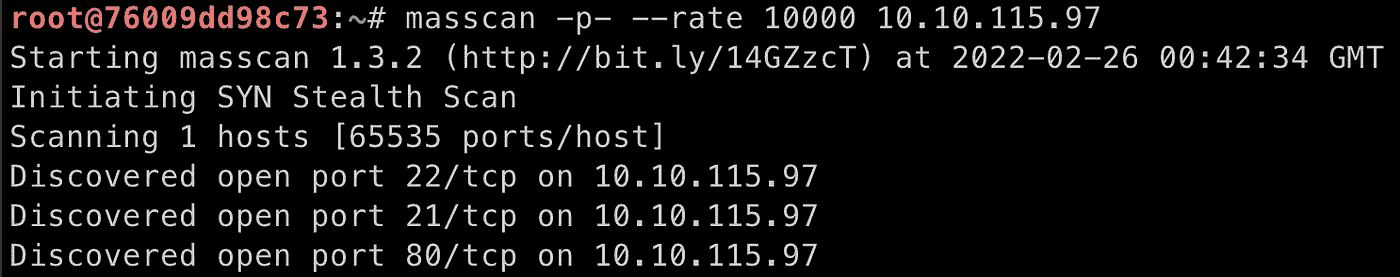 root@76009dd98c73:~# masscan -p- --rate 10000 10.10.115.97
Starting masscan 1.3.2 (http://bit.ly/14GZzcT) at 2022-02-26 00:42:34 GMT
Initiating SYN Stealth Scan
Scanning 1 hosts [65535 ports/host]
Discovered open port 22/tcp on 10.10.115.97
Discovered open port 21/tcp on 10.10.115.97
Discovered open port 80/tcp on 10.10.115.97